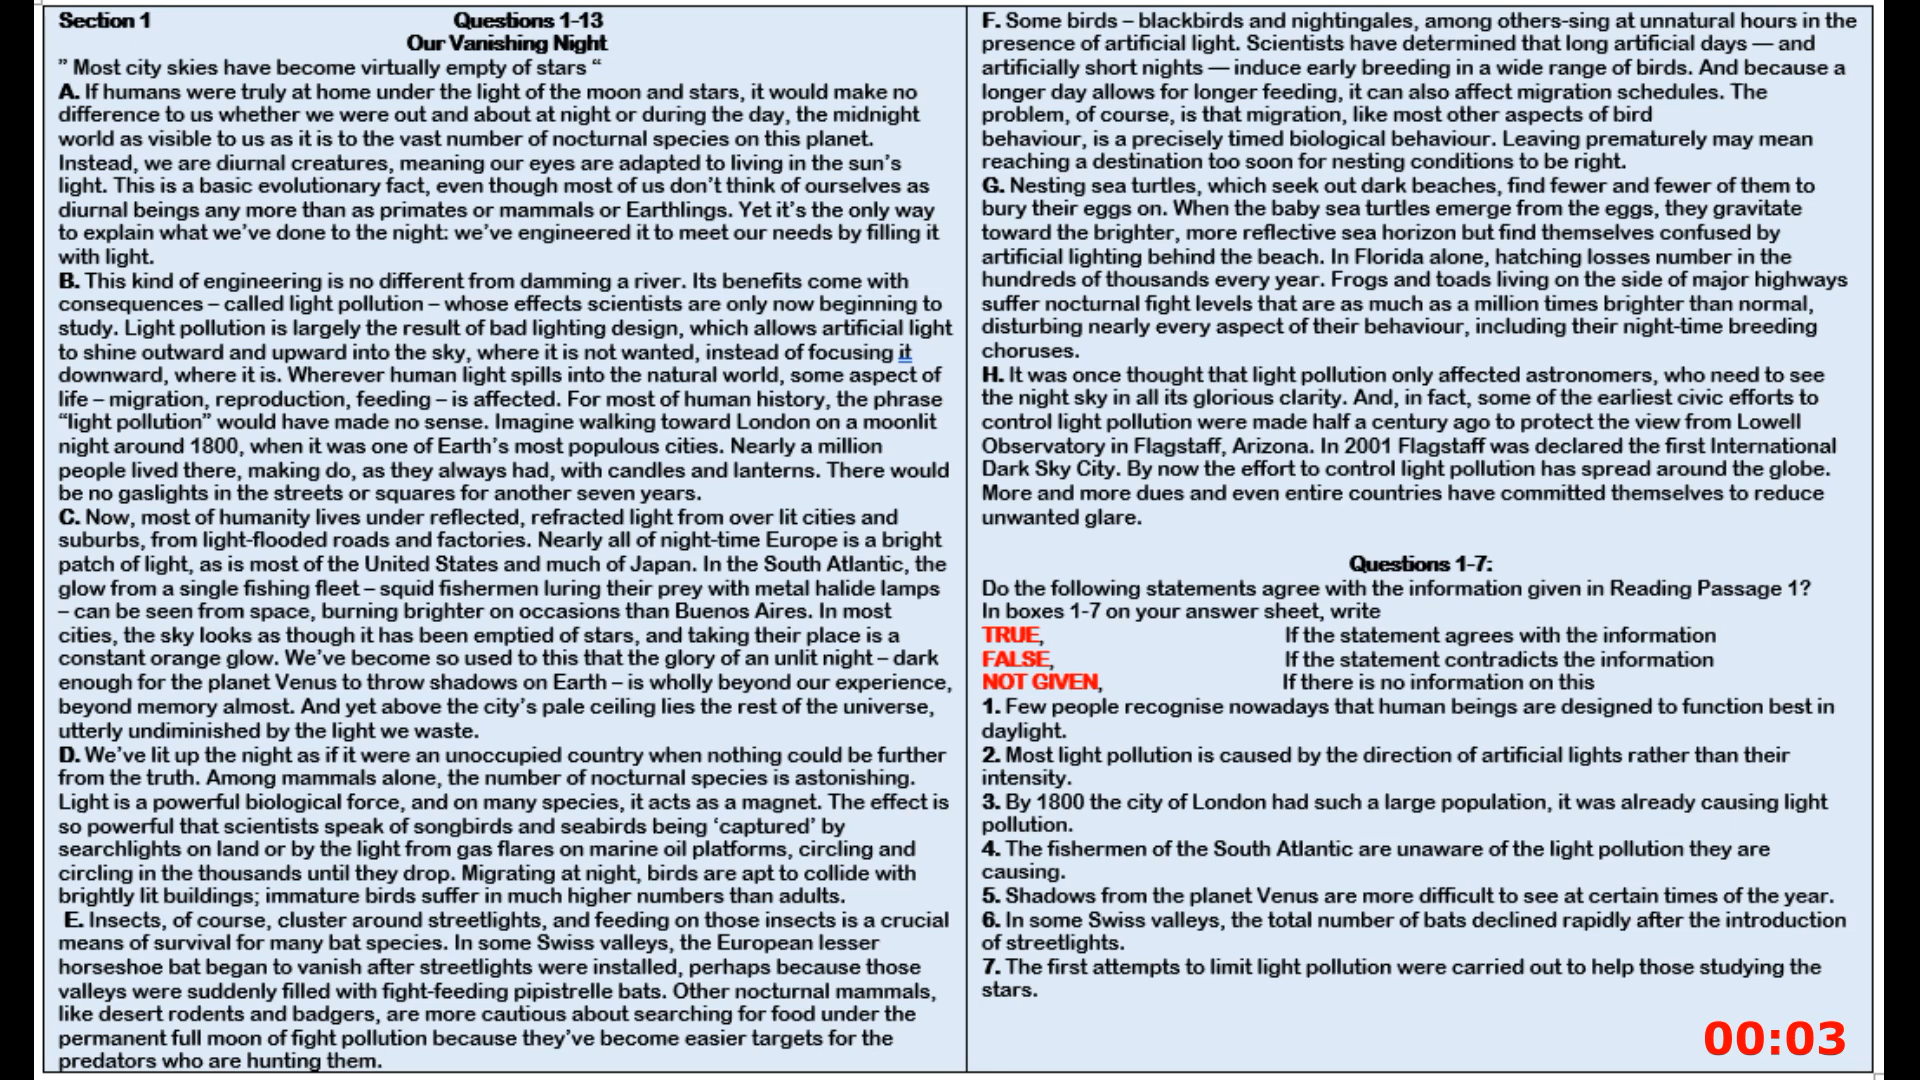 Section 1 Questions 1-13
Our Vanishing Night
” Most city skies have become virtually empty of stars “
A. If humans were truly at home under the light of the moon and stars, it would make no
difference to us whether we were out and about at night or during the day, the midnight
world as visible to us as it is to the vast number of nocturnal species on this planet.
Instead, we are diurnal creatures, meaning our eyes are adapted to living in the sun’s
light. This is a basic evolutionary fact, even though most of us don’t think of ourselves as
diurnal beings any more than as primates or mammals or Earthlings. Yet it’s the only way
to explain what we’ve done to the night: we’ve engineered it to meet our needs by filling it
with light.
B. This kind of engineering is no different from damming a river. Its benefits come with
consequences – called light pollution – whose effects scientists are only now beginning to
study. Light pollution is largely the result of bad lighting design, which allows artificial light
to shine outward and upward into the sky, where it is not wanted, instead of focusing it
downward, where it is. Wherever human light spills into the natural world, some aspect of
life – migration, reproduction, feeding – is affected. For most of human history, the phrase
“light pollution” would have made no sense. Imagine walking toward London on a moonlit
night around 1800, when it was one of Earth’s most populous cities. Nearly a million
people lived there, making do, as they always had, with candles and lanterns. There would
be no gaslights in the streets or squares for another seven years.
C. Now, most of humanity lives under reflected, refracted light from over lit cities and
suburbs, from light-flooded roads and factories. Nearly all of night-time Europe is a bright
patch of light, as is most of the United States and much of Japan. In the South Atlantic, the
glow from a single fishing fleet – squid fishermen luring their prey with metal halide lamps
– can be seen from space, burning brighter on occasions than Buenos Aires. In most
cities, the sky looks as though it has been emptied of stars, and taking their place is a
constant orange glow. We’ve become so used to this that the glory of an unlit night – dark
enough for the planet Venus to throw shadows on Earth – is wholly beyond our experience,
beyond memory almost. And yet above the city’s pale ceiling lies the rest of the universe,
utterly undiminished by the light we waste.
D. We’ve lit up the night as if it were an unoccupied country when nothing could be further
from the truth. Among mammals alone, the number of nocturnal species is astonishing.
Light is a powerful biological force, and on many species, it acts as a magnet. The effect is
so powerful that scientists speak of songbirds and seabirds being ‘captured’ by
searchlights on land or by the light from gas flares on marine oil platforms, circling and
circling in the thousands until they drop. Migrating at night, birds are apt to collide with
brightly lit buildings; immature birds suffer in much higher numbers than adults.
E. Insects, of course, cluster around streetlights, and feeding on those insects is a crucial
means of survival for many bat species. In some Swiss valleys, the European lesser
horseshoe bat began to vanish after streetlights were installed, perhaps because those
valleys were suddenly filled with fight-feeding pipistrelle bats. Other nocturnal mammals,
like desert rodents and badgers, are more cautious about searching for food under the
permanent full moon of fight pollution because they’ve become easier targets for the
predators who are hunting them.
F. Some birds – blackbirds and nightingales, among others-sing at unnatural hours in the
presence of artificial light. Scientists have determined that long artificial days — and
artificially short nights — induce early breeding in a wide range of birds. And because a
longer day allows for longer feeding, it can also affect migration schedules. The
problem, of course, is that migration, like most other aspects of bird
behaviour, is a precisely timed biological behaviour. Leaving prematurely may mean
reaching a destination too soon for nesting conditions to be right.
G. Nesting sea turtles, which seek out dark beaches, find fewer and fewer of them to
bury their eggs on. When the baby sea turtles emerge from the eggs, they gravitate
toward the brighter, more reflective sea horizon but find themselves confused by
artificial lighting behind the beach. In Florida alone, hatching losses number in the
hundreds of thousands every year. Frogs and toads living on the side of major highways
suffer nocturnal fight levels that are as much as a million times brighter than normal,
disturbing nearly every aspect of their behaviour, including their night-time breeding
choruses.
H. It was once thought that light pollution only affected astronomers, who need to see
the night sky in all its glorious clarity. And, in fact, some of the earliest civic efforts to
control light pollution were made half a century ago to protect the view from Lowell
Observatory in Flagstaff, Arizona. In 2001 Flagstaff was declared the first International
Dark Sky City. By now the effort to control light pollution has spread around the globe.
More and more dues and even entire countries have committed themselves to reduce
unwanted glare.
Questions 1-7:
Do the following statements agree with the information given in Reading Passage 1?
In boxes 1-7 on your answer sheet, write
TRUE, If the statement agrees with the information
FALSE, If the statement contradicts the information
NOT GIVEN, If there is no information on this
1. Few people recognise nowadays that human beings are designed to function best in
daylight.
2. Most light pollution is caused by the direction of artificial lights rather than their
intensity.
3. By 1800 the city of London had such a large population, it was already causing light
pollution.
4. The fishermen of the South Atlantic are unaware of the light pollution they are
causing.
5. Shadows from the planet Venus are more difficult to see at certain times of the year.
6. In some Swiss valleys, the total number of bats declined rapidly after the introduction
of streetlights.
7. The first attempts to limit light pollution were carried out to help those studying the
stars.
00:03